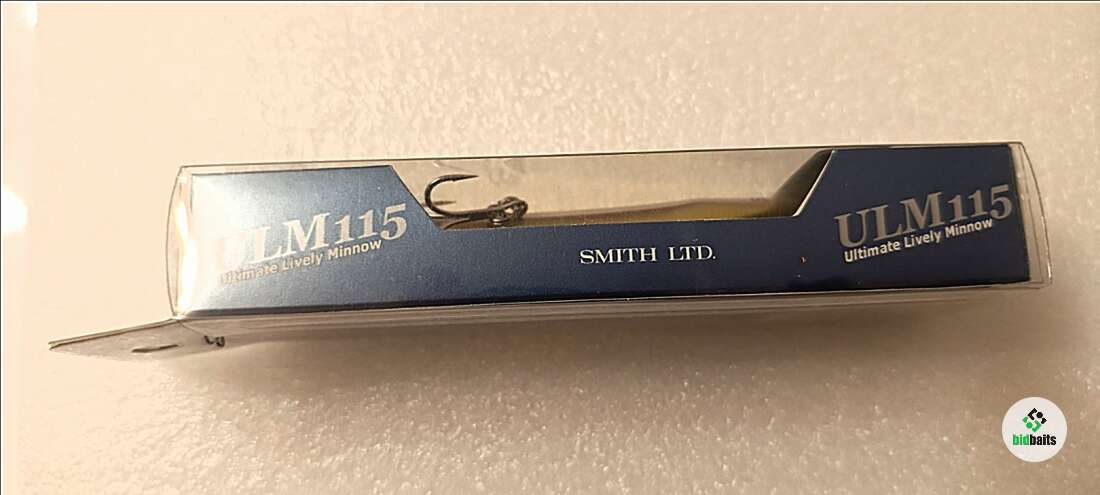 ULM115
Ultimate Lively Minnow
SMITH LTD.
ULM115
Ultimate Lively Minnow
bidbaits